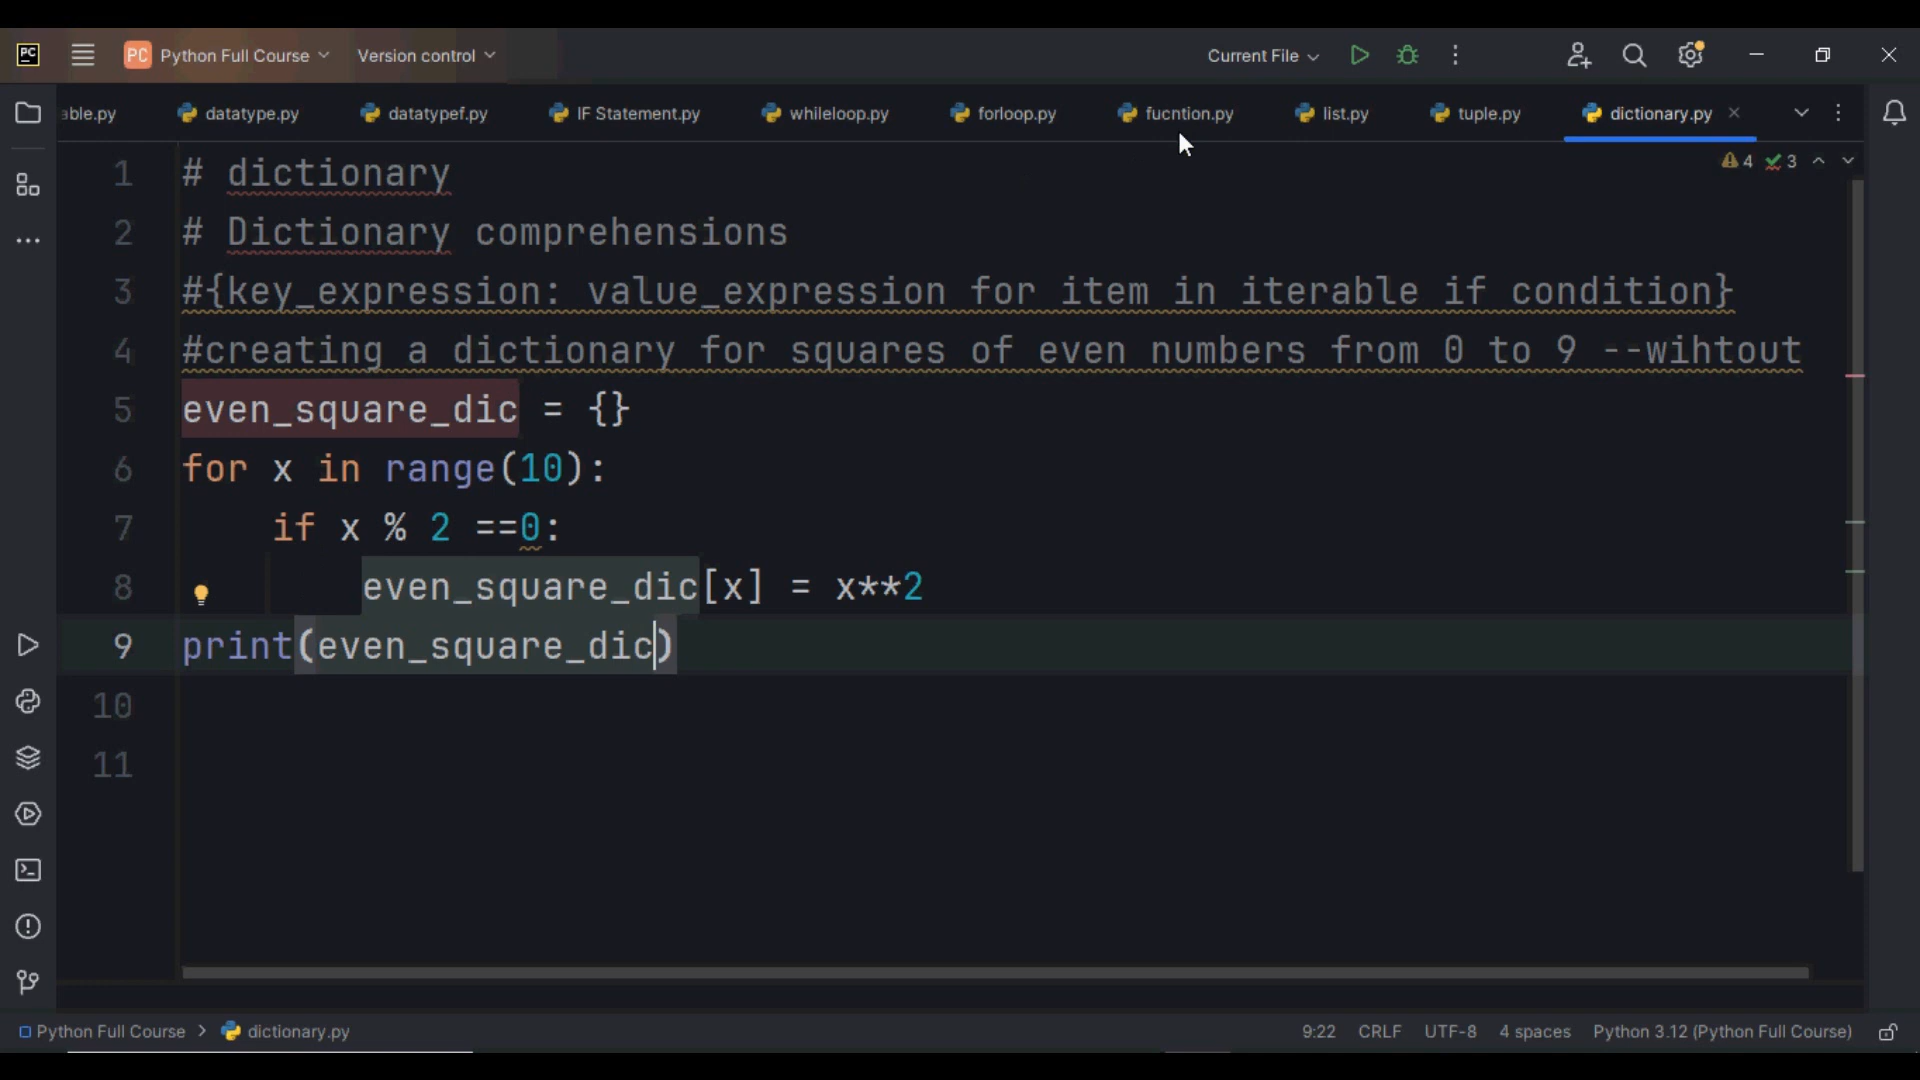 PC
PC Python Full Course
Version control
Current File
able.py
datatype.py
datatypef.py
IF Statement.py
whileloop.py
forloop.py
fucntion.py
list.py
tuple.py
dictionary.py
4
3
1 # dictionary
2 # Dictionary comprehensions
3 #{key_expression: value_expression for item in iterable if condition}
4 #creating a dictionary for squares of even numbers from 0 to 9 --wihtout
5 even_square_dic = {}
6 for x in range(10):
7 if x % 2 ==0:
8 even_square_dic[x] = x**2
9 print(even_square_dic)
10
11
Python Full Course > dictionary.py
9:22
CRLF
UTF-8
4 spaces
Python 3.12 (Python Full Course)